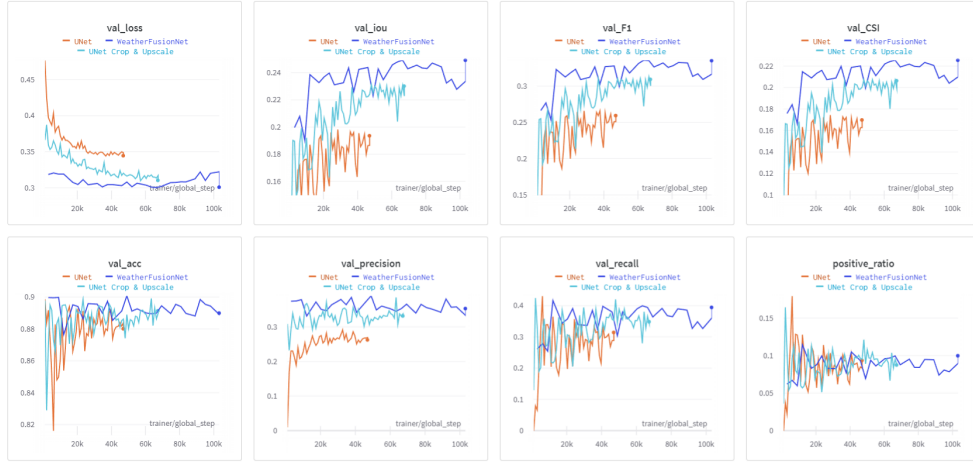 val_loss
UNet WeatherFusionNet
UNet Crop & Upscale
0.45
0.4
0.35
0.3
trainer/global_step
20k 40k 60k 80k 100k
val_iou
UNet WeatherFusionNet
UNet Crop & Upscale
0.24
0.22
0.2
0.18
0.16
20k 40k 60k 80k 100k
val_F1
UNet WeatherFusionNet
UNet Crop & Upscale
0.3
0.25
0.2
0.15
20k 40k 60k 80k 100k
val_CSI
UNet WeatherFusionNet
UNet Crop & Upscale
0.22
0.2
0.18
0.16
0.14
0.12
0.1
20k 40k 60k 80k 100k
val_acc
UNet WeatherFusionNet
UNet Crop & Upscale
0.9
0.88
0.86
0.84
0.82
trainer/global_step
20k 40k 60k 80k 100k
val_precision
UNet WeatherFusionNet
UNet Crop & Upscale
0.3
0.2
0.1
0
trainer/global_step
20k 40k 60k 80k 100k
val_recall
UNet WeatherFusionNet
UNet Crop & Upscale
0.4
0.3
0.2
0.1
0
trainer/global_step
20k 40k 60k 80k 100k
positive_ratio
UNet WeatherFusionNet
UNet Crop & Upscale
0.15
0.1
0.05
0
trainer/global_step
20k 40k 60k 80k 100k